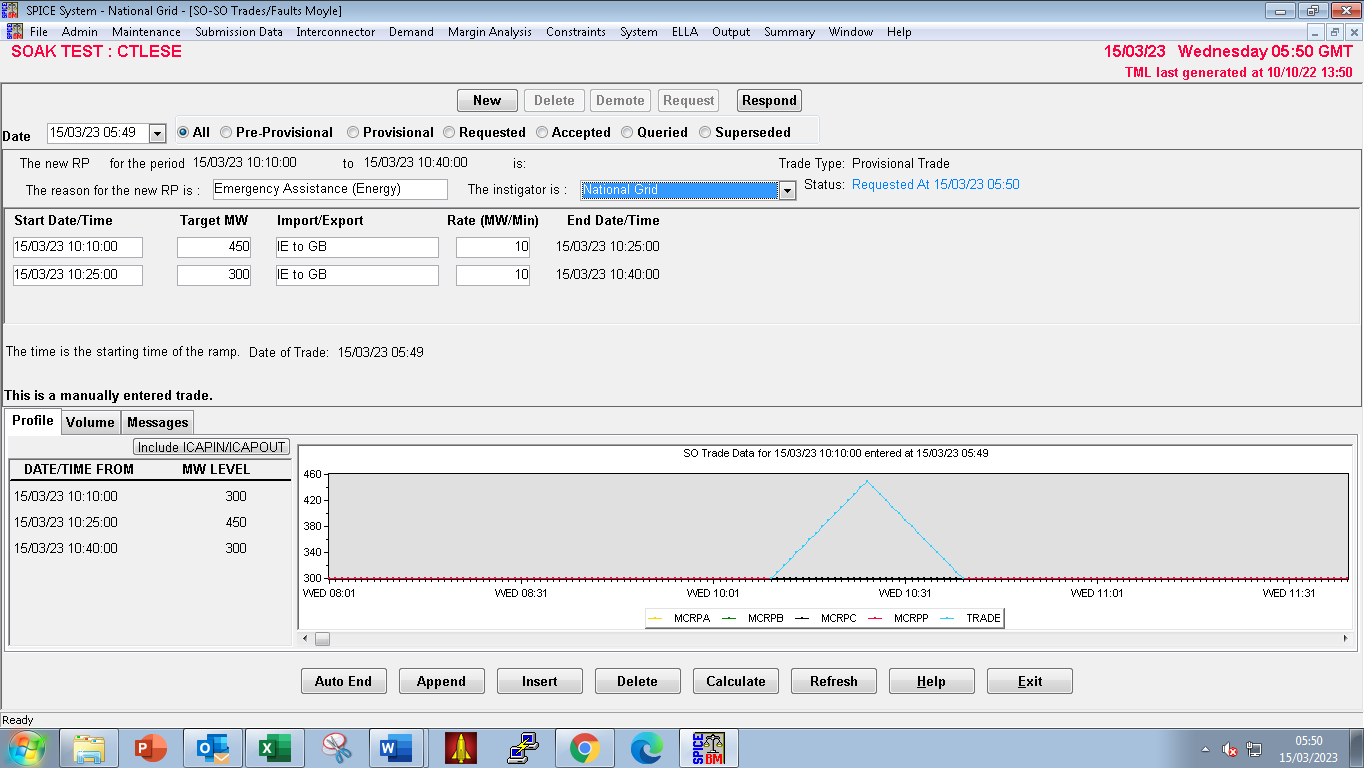 SPICE System - National Grid - [SO-SO Trades/Faults Moyle]
File Admin Maintenance Submission Data Interconnector Demand Margin Analysis Constraints System ELLA Output Summary Window Help
SOAK TEST : CTLESE
15/03/23 Wednesday 05:50 GMT
TML last generated at 10/10/22 13:50
New Delete Demote Request Respond
Date 15/03/23 05:49 All Pre-Provisional Provisional Requested Accepted Queried Superseded
The new RP for the period 15/03/23 10:10:00 to 15/03/23 10:40:00 is: Trade Type: Provisional Trade
The reason for the new RP is : Emergency Assistance (Energy) The instigator is : National Grid Status: Requested At 15/03/23 05:50
Start Date/Time Target MW Import/Export Rate (MW/Min) End Date/Time
15/03/23 10:10:00 450 IE to GB 10 15/03/23 10:25:00
15/03/23 10:25:00 300 IE to GB 10 15/03/23 10:40:00
The time is the starting time of the ramp. Date of Trade: 15/03/23 05:49
This is a manually entered trade.
Profile Volume Messages
Include ICAPIN/ICAPOUT
DATE/TIME FROM MW LEVEL
15/03/23 10:10:00 300
15/03/23 10:25:00 450
15/03/23 10:40:00 300
SO Trade Data for 15/03/23 10:10:00 entered at 15/03/23 05:49
460
420
380
340
300
WED 08:01 WED 08:31 WED 10:01 WED 10:31 WED 11:01 WED 11:31
MCRPA MCRPB MCRPC MCRPP TRADE
Auto End Append Insert Delete Calculate Refresh Help Exit
Ready
SPICE
BMI
05:50
15/03/2023